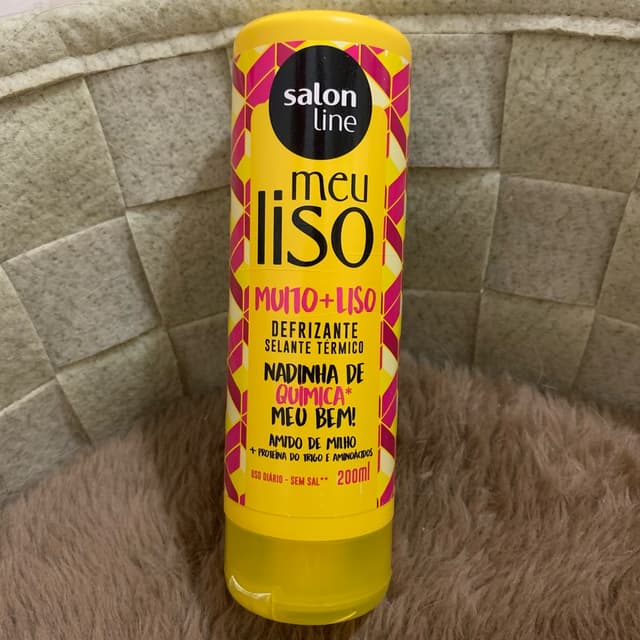 salon
line
meu
liso
MUITO+LISO
DEFRIZANTE
SELANTE TÉRMICO
NADINHA DE
QUÍMICA*
MEU BEM!
AMIDO DE MILHO
+ PROTEÍNA DO TRIGO E AMINOÁCIDOS
USO DIÁRIO - SEM SAL** 200ml